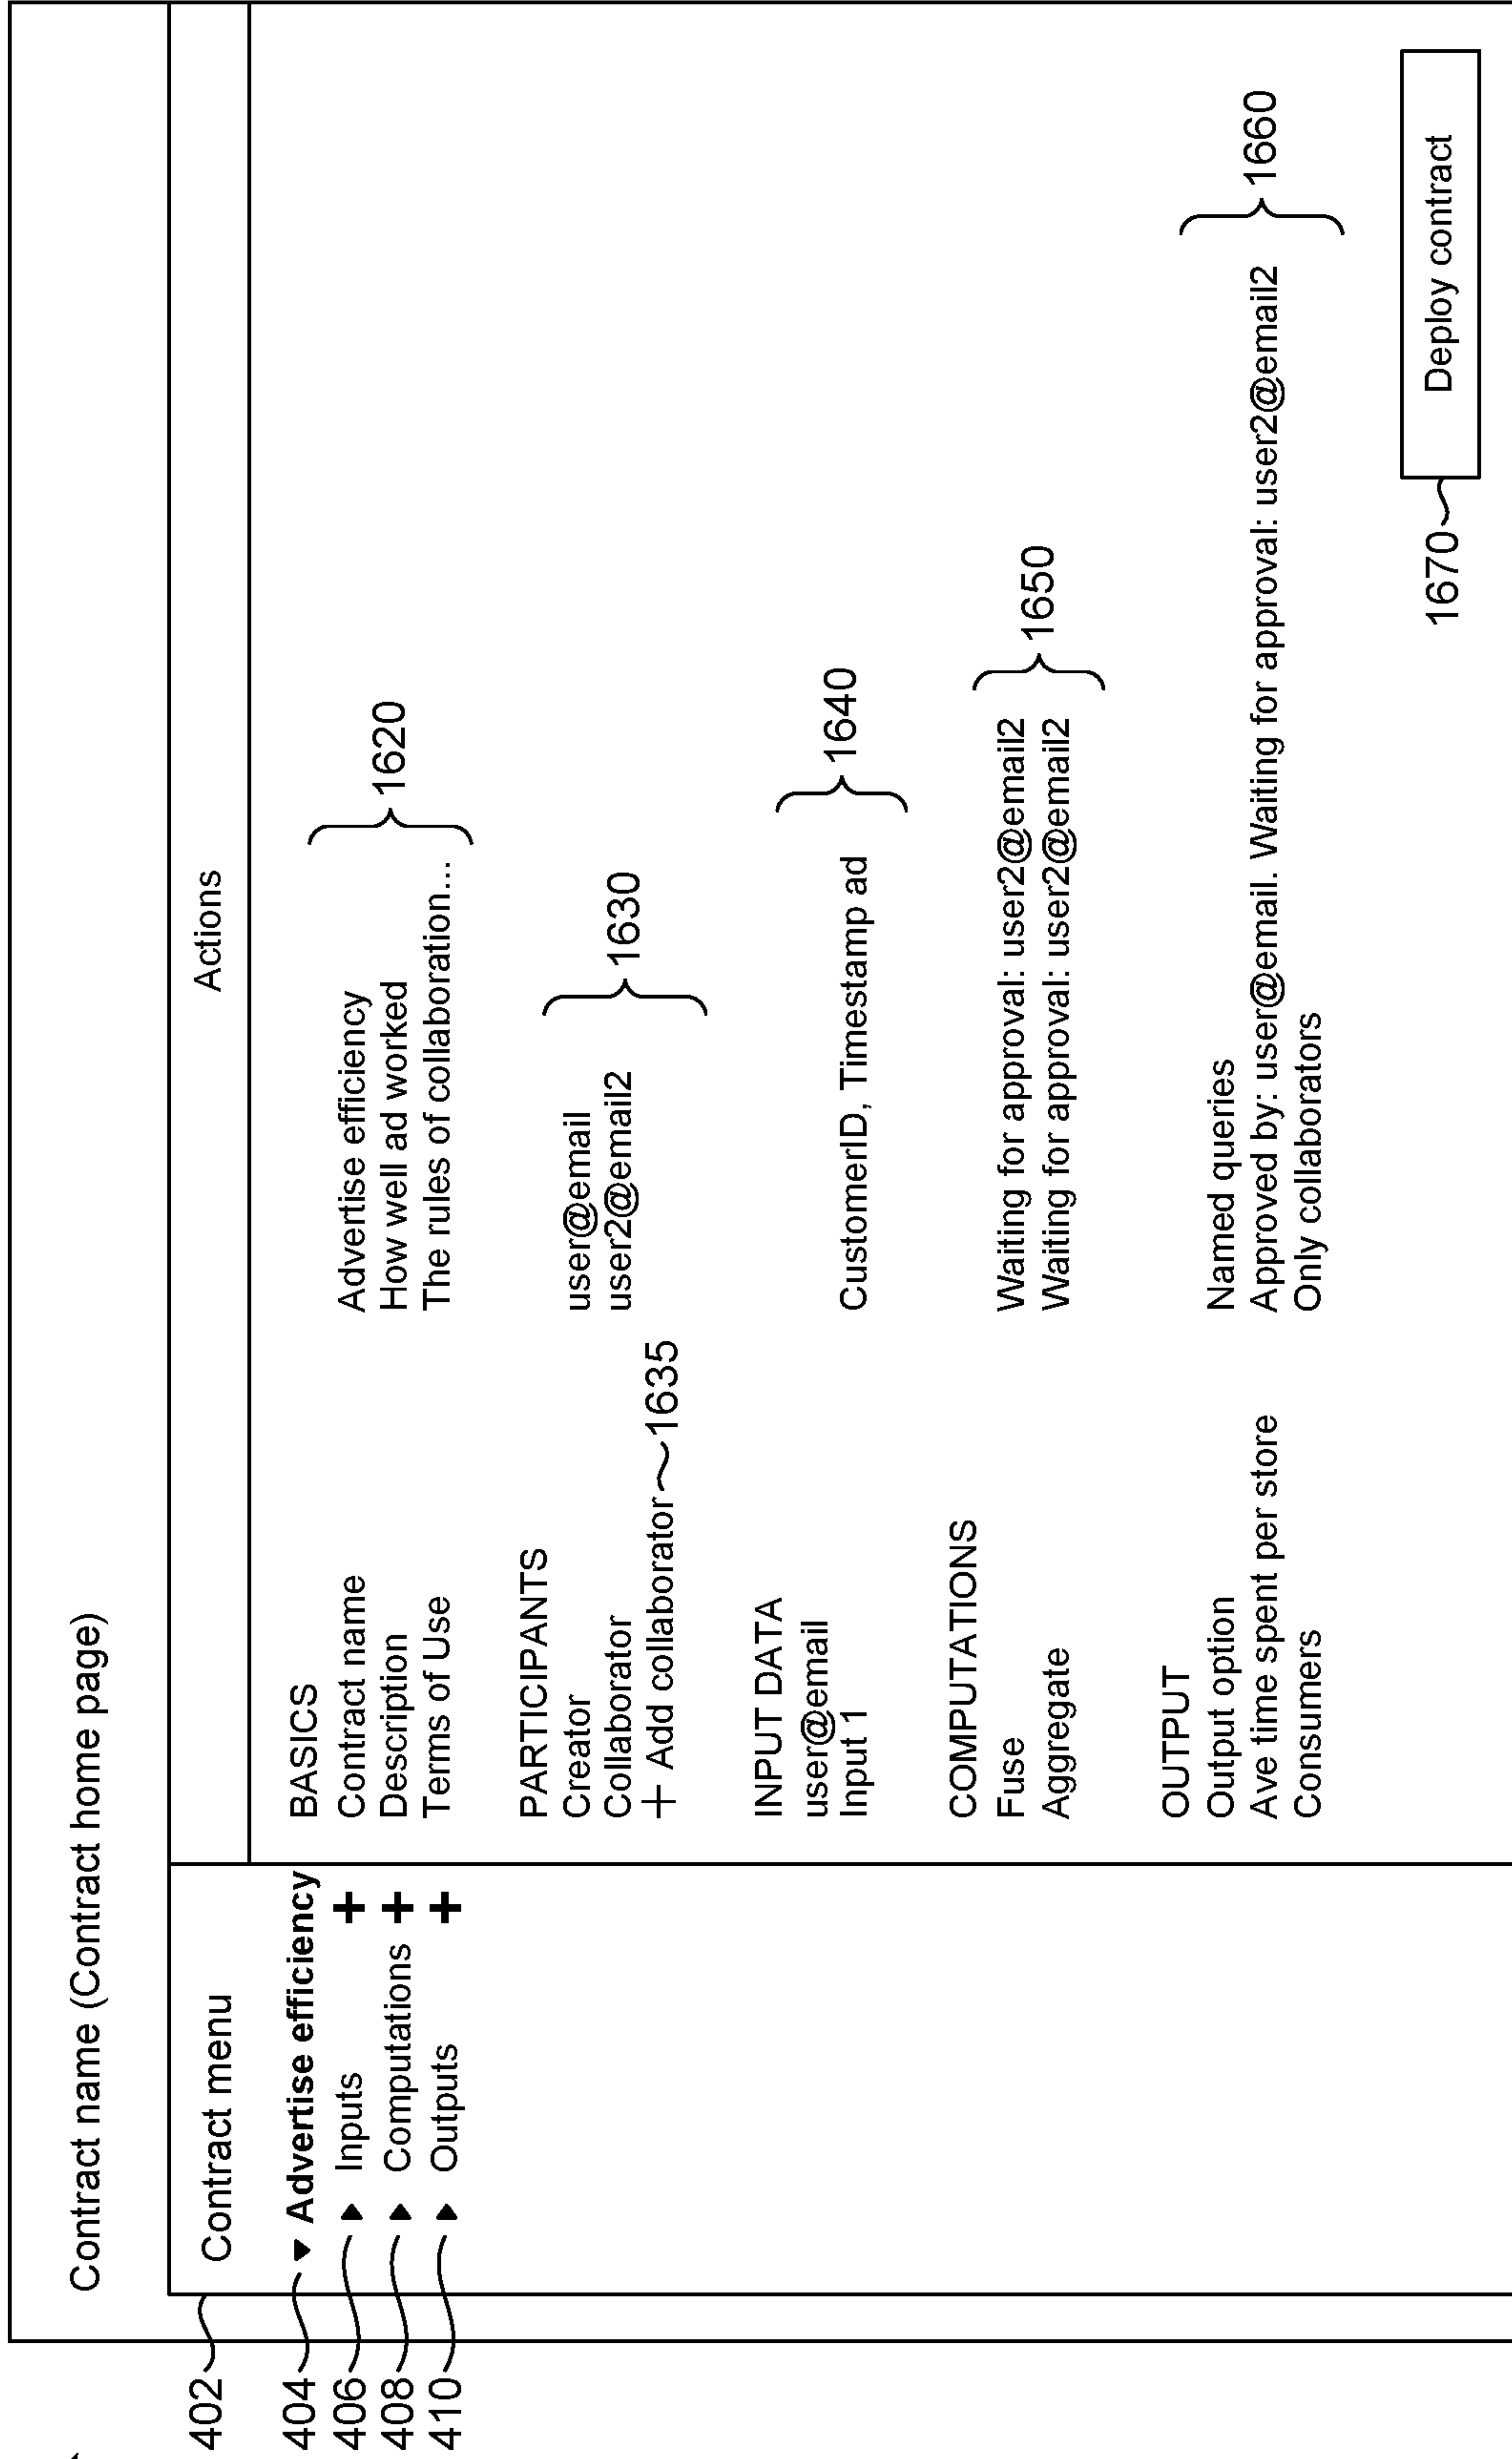 Contract name (Contract home page)
402
Contract menu
Actions
404 Advertise efficiency
406 Inputs +
408 Computations +
410 Outputs +
BASICS
Contract name Advertise efficiency
Description How well ad worked 1620
Terms of Use The rules of collaboration...
PARTICIPANTS
Creator user@email
Collaborator user2@email2 1630
+ Add collaborator 1635
INPUT DATA
user@email
Input 1 CustomerID, Timestamp ad 1640
COMPUTATIONS
Fuse Waiting for approval: user2@email2
Aggregate Waiting for approval: user2@email2 1650
OUTPUT
Output option Named queries
Ave time spent per store Approved by: user@email. Waiting for approval: user2@email2 1660
Consumers Only collaborators
1670 Deploy contract